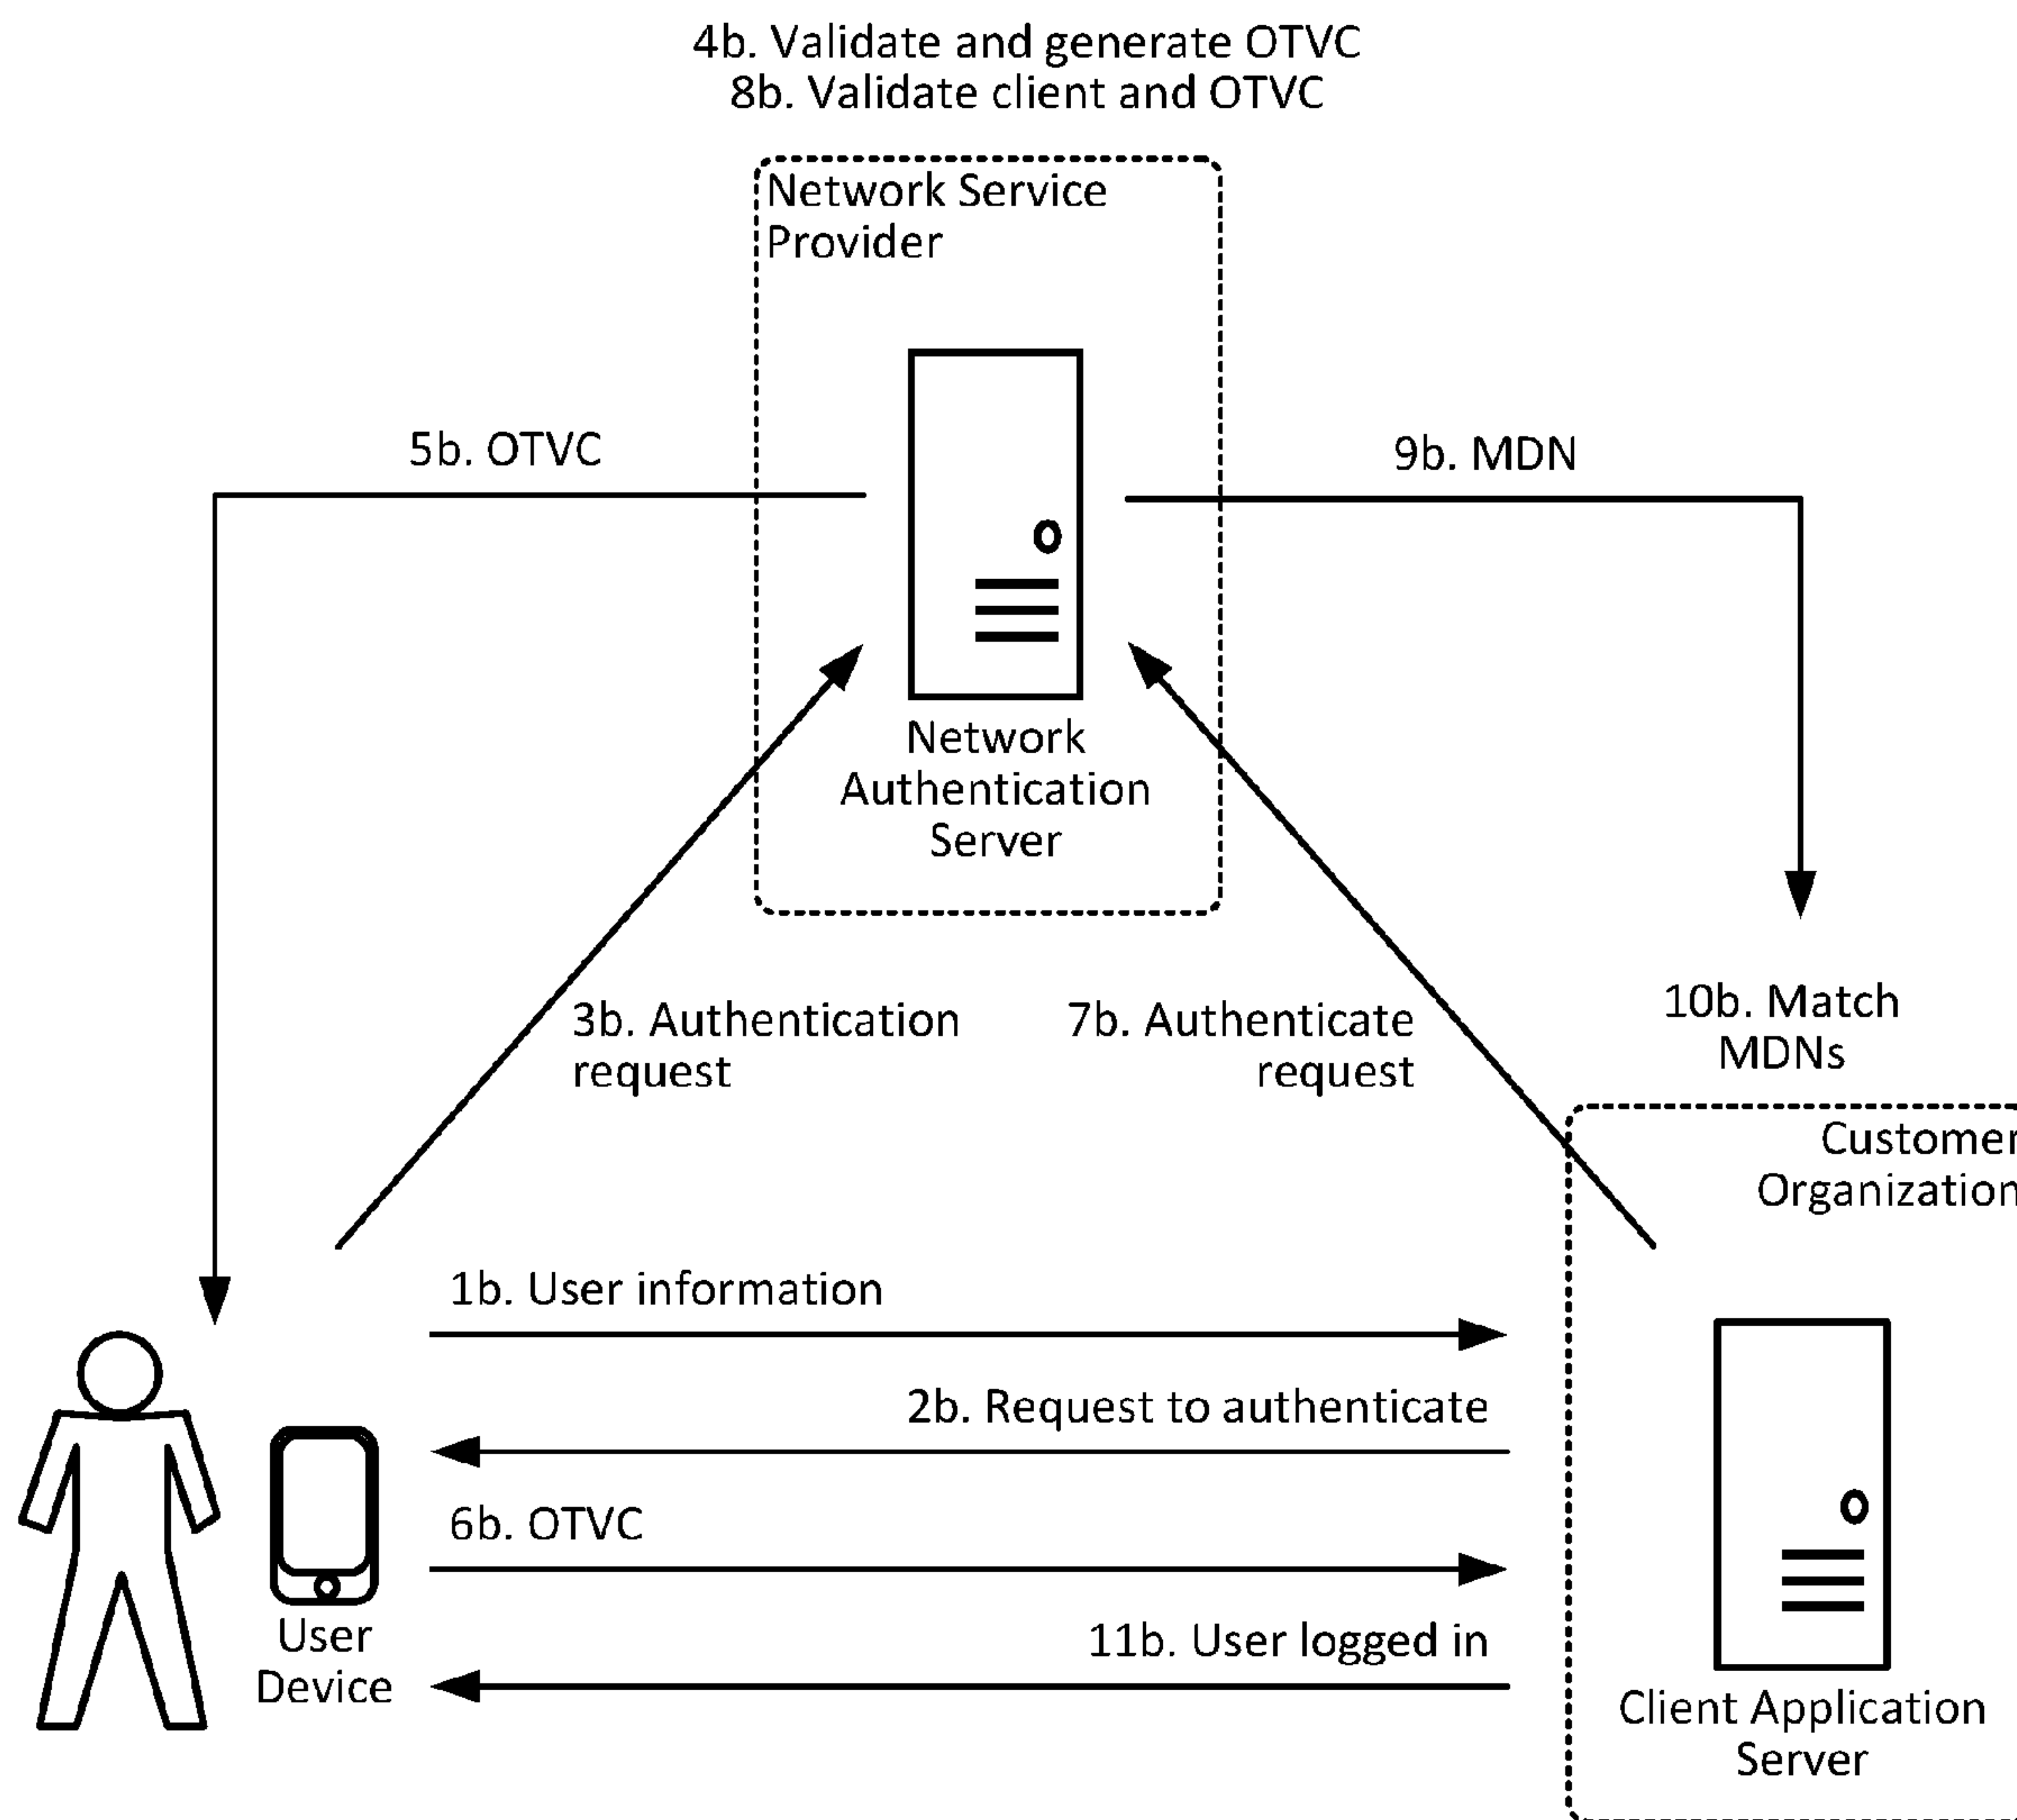 4b. Validate and generate OTVC
8b. Validate client and OTVC
Network Service
Provider
5b. OTVC
9b. MDN
Network
Authentication
Server
3b. Authentication
request
7b. Authenticate
request
10b. Match
MDNs
Customer
Organization
1b. User information
2b. Request to authenticate
6b. OTVC
11b. User logged in
User
Device
Client Application
Server